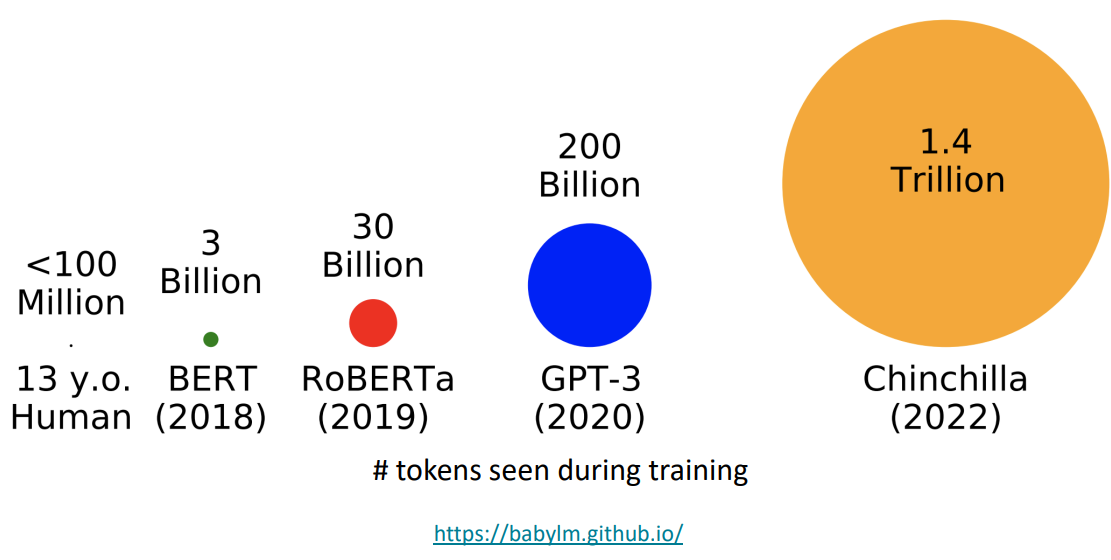 <100
Million
13 y.o.
Human
3
Billion
BERT
(2018)
30
Billion
RoBERTa
(2019)
200
Billion
GPT-3
(2020)
1.4
Trillion
Chinchilla
(2022)
# tokens seen during training
https://babylm.github.io/